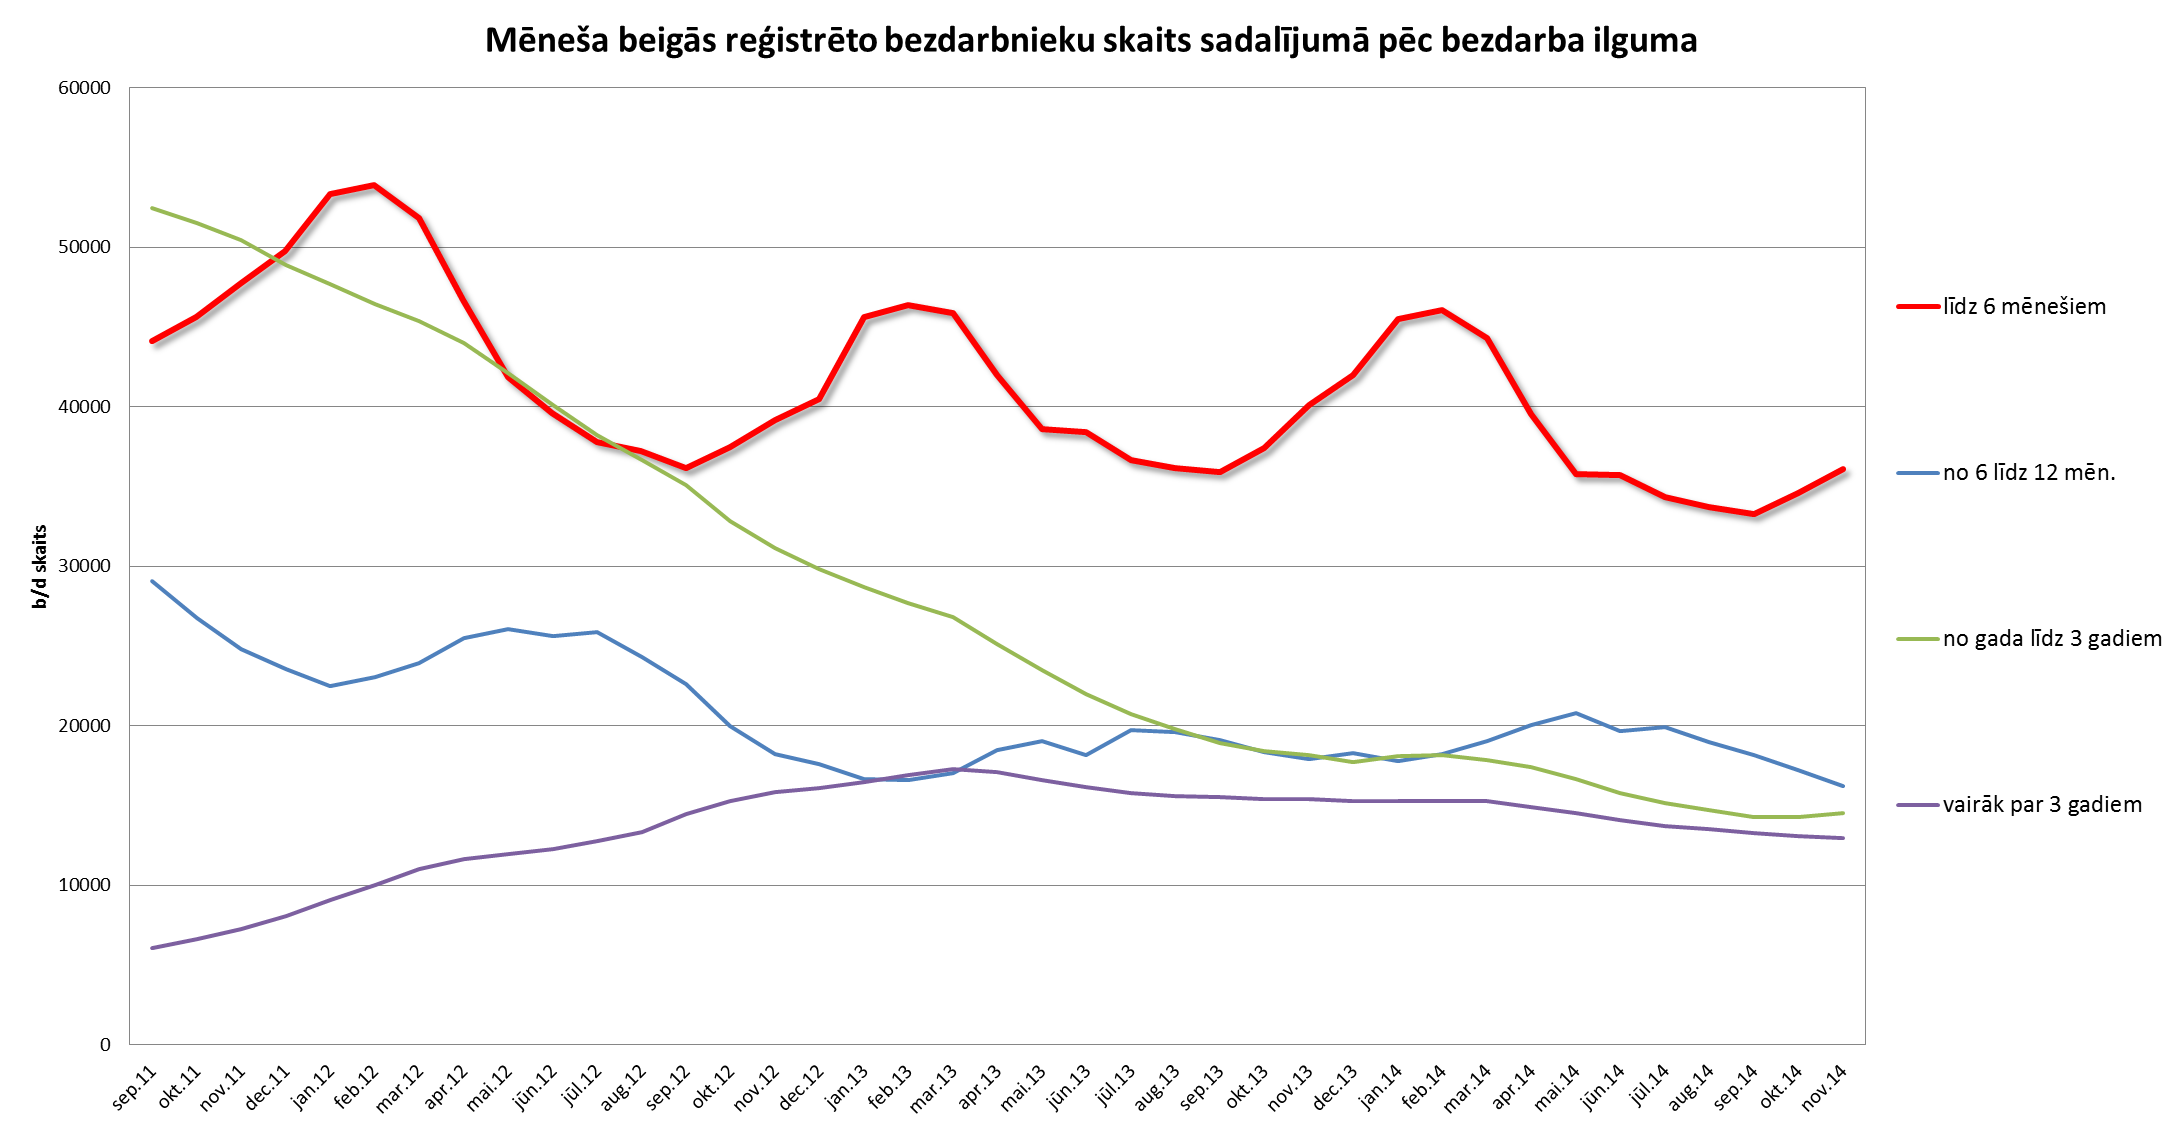 Mēneša beigās reģistrēto bezdarbnieku skaits sadalījumā pēc bezdarba ilguma
60000
50000
40000
30000
20000
10000
0
b/d skaits
sep.11
okt.11
nov.11
dec.11
jan.12
feb.12
mar.12
apr.12
mai.12
jūn.12
jūl.12
aug.12
sep.12
okt.12
nov.12
dec.12
jan.13
feb.13
mar.13
apr.13
mai.13
jūn.13
jūl.13
aug.13
sep.13
okt.13
nov.13
dec.13
jan.14
feb.14
mar.14
apr.14
mai.14
jūn.14
jūl.14
aug.14
sep.14
okt.14
nov.14
līdz 6 mēnešiem
no 6 līdz 12 mēn.
no gada līdz 3 gadiem
vairāk par 3 gadiem